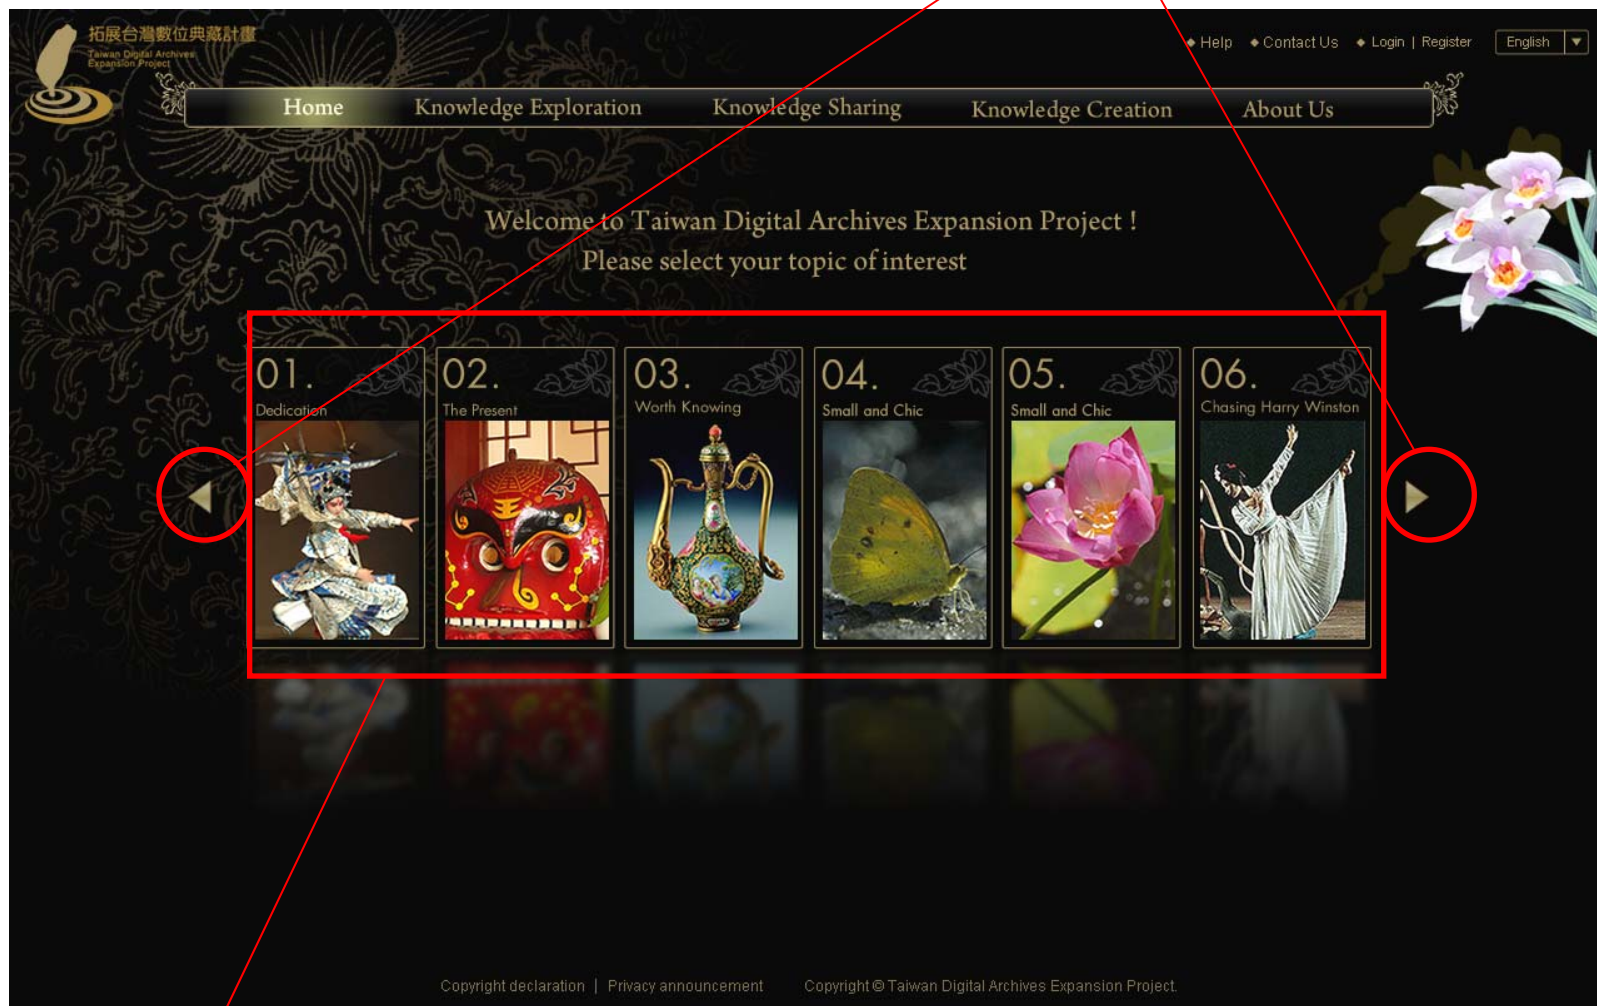 拓展台灣數位典藏計畫
Taiwan Digital Archives
Expansion Project
Help Contact Us Login | Register English
Home Knowledge Exploration Knowledge Sharing Knowledge Creation About Us
Welcome to Taiwan Digital Archives Expansion Project !
Please select your topic of interest
01.
Dedication
02.
The Present
03.
Worth Knowing
04.
Small and Chic
05.
Small and Chic
06.
Chasing Harry Winston
Copyright declaration | Privacy announcement Copyright © Taiwan Digital Archives Expansion Project.